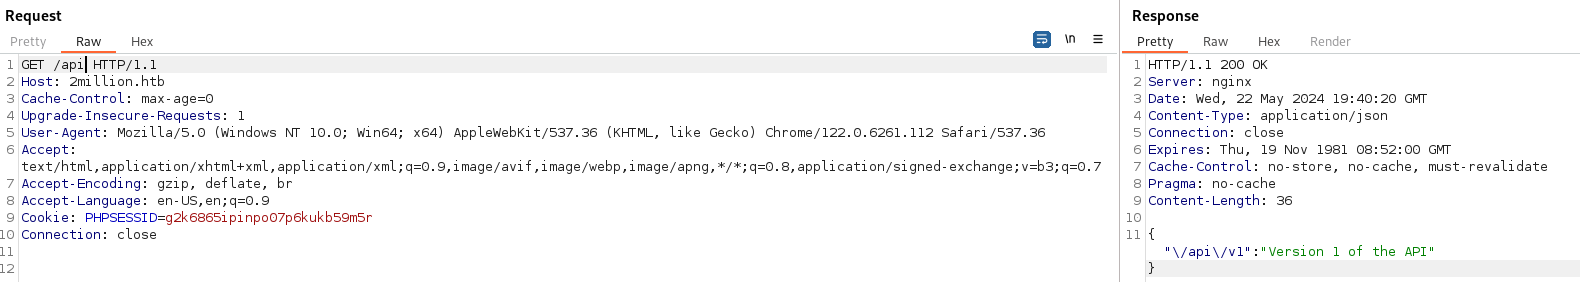 Request
Pretty Raw Hex
\n
1 GET /api HTTP/1.1
2 Host: 2million.htb
3 Cache-Control: max-age=0
4 Upgrade-Insecure-Requests: 1
5 User-Agent: Mozilla/5.0 (Windows NT 10.0; Win64; x64) AppleWebKit/537.36 (KHTML, like Gecko) Chrome/122.0.6261.112 Safari/537.36
6 Accept:
text/html,application/xhtml+xml,application/xml;q=0.9,image/avif,image/webp,image/apng,*/*;q=0.8,application/signed-exchange;v=b3;q=0.7
7 Accept-Encoding: gzip, deflate, br
8 Accept-Language: en-US,en;q=0.9
9 Cookie: PHPSESSID=g2k6865ipinpo07p6kukb59m5r
10 Connection: close
11
12
Response
Pretty Raw Hex Render
1 HTTP/1.1 200 OK
2 Server: nginx
3 Date: Wed, 22 May 2024 19:40:20 GMT
4 Content-Type: application/json
5 Connection: close
6 Expires: Thu, 19 Nov 1981 08:52:00 GMT
7 Cache-Control: no-store, no-cache, must-revalidate
8 Pragma: no-cache
9 Content-Length: 36
10
11 {
"\/api\/v1":"Version 1 of the API"
}